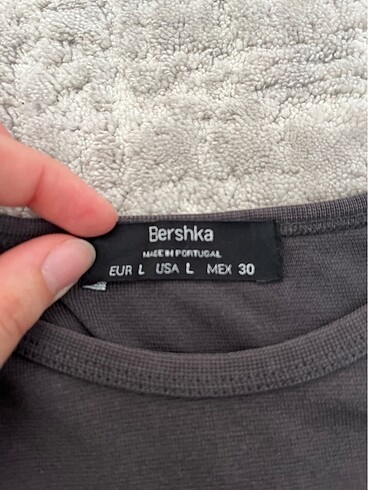 Bershka
MADE IN PORTUGAL
EUR L USA L MEX 30